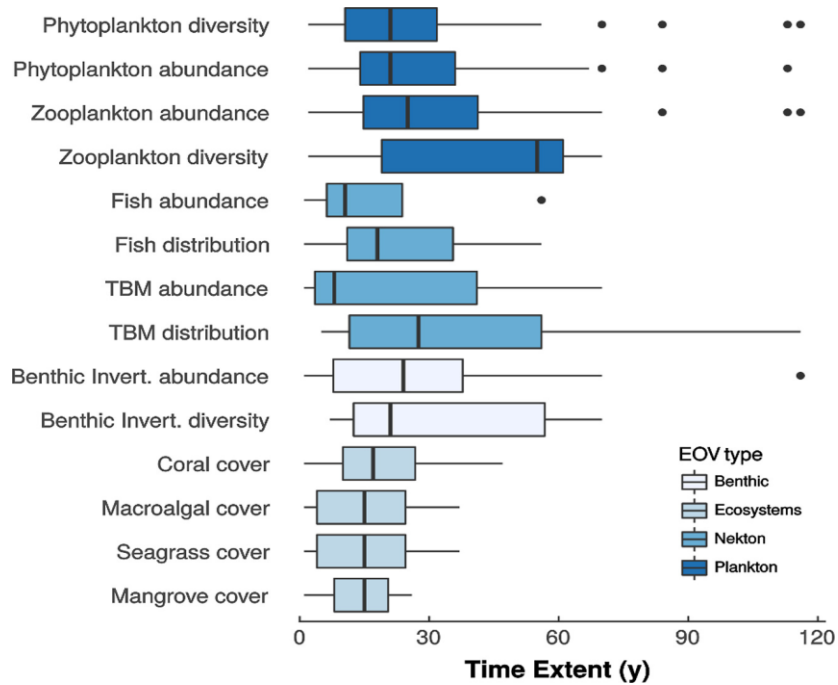 Phytoplankton diversity
Phytoplankton abundance
Zooplankton abundance
Zooplankton diversity
Fish abundance
Fish distribution
TBM abundance
TBM distribution
Benthic Invert. abundance
Benthic Invert. diversity
Coral cover
Macroalgal cover
Seagrass cover
Mangrove cover
EOV type
Benthic
Ecosystems
Nekton
Plankton
0 30 60 90 120
Time Extent (y)